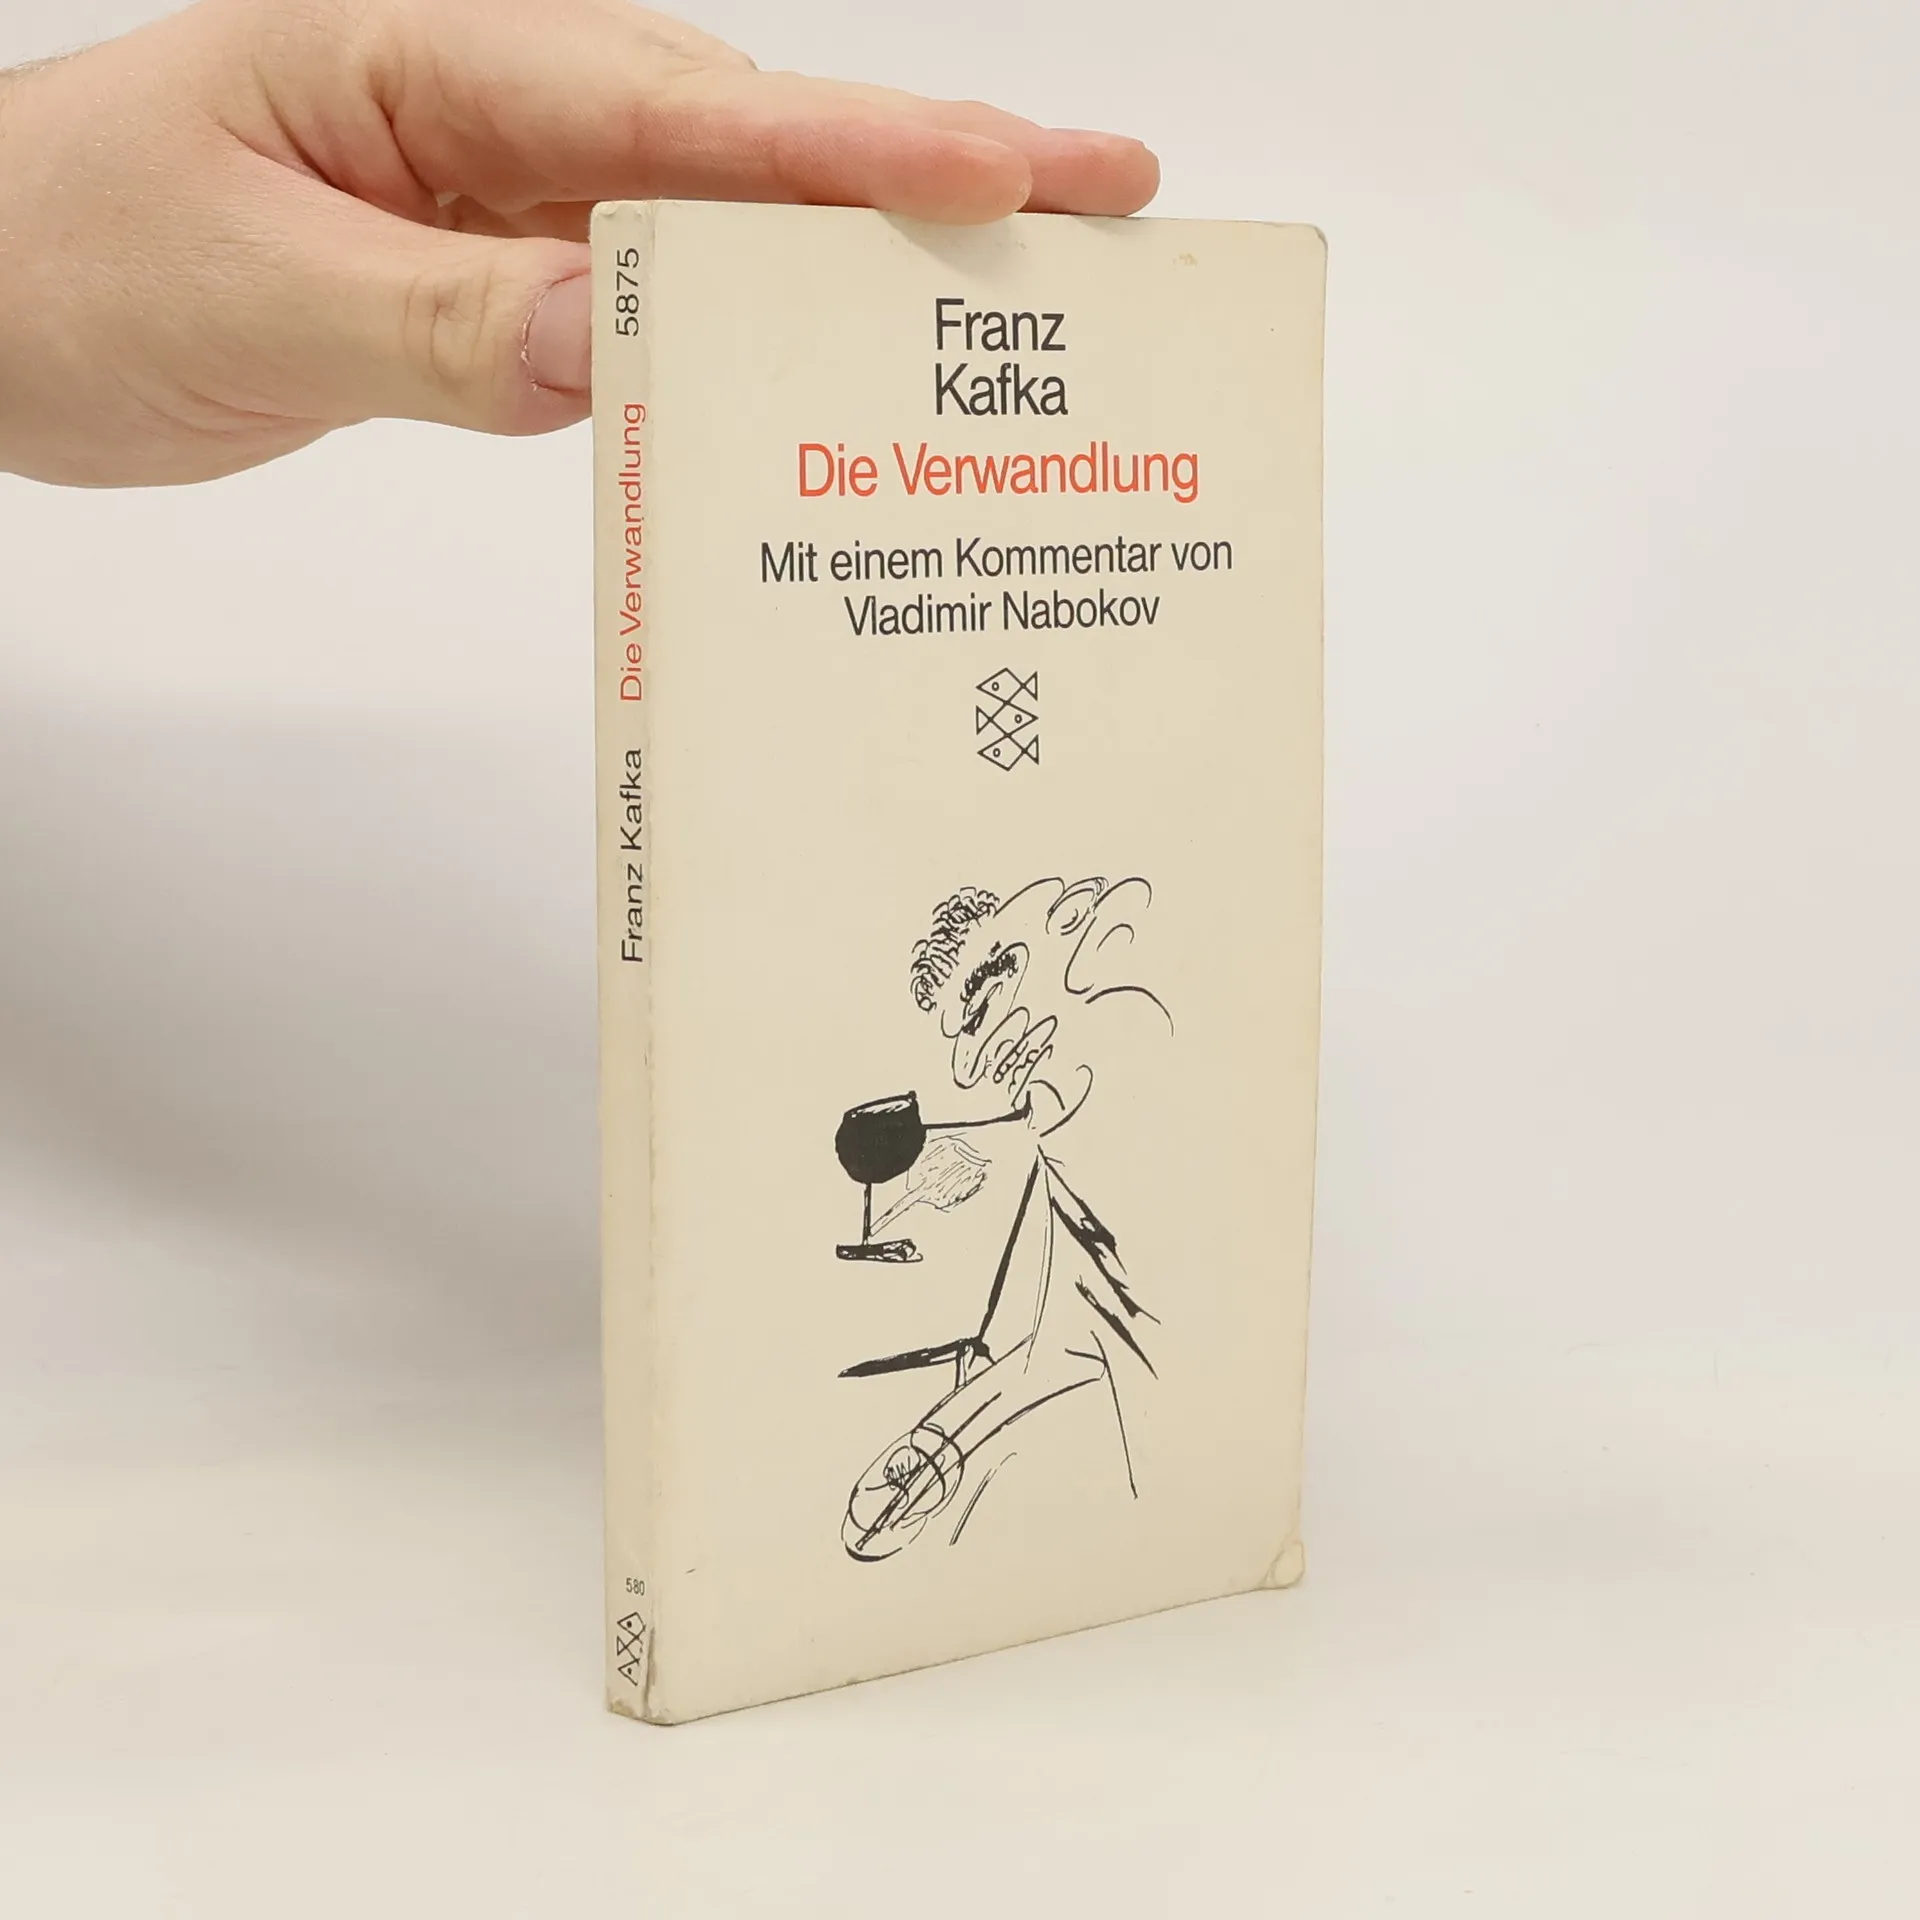 Franz
Kafka
Die Verwandlung
Mit einem Kommentar von
Vladimir Nabokov
Franz Kafka Die Verwandlung 5875
580